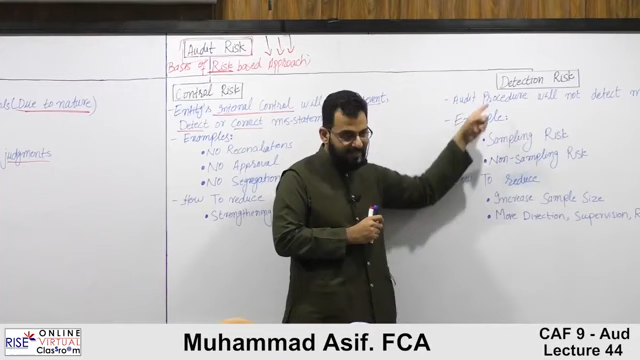 Audit Risk
Basis of Risk based Approach
(Due to nature)
judgments
Control Risk
- Entity's Internal Control will
Detect or Correct mis-statem
- Examples:
• NO Reconciliations
• NO Approval
• NO Segregation
- How To reduce
• Strengthening
Detection Risk
- Audit Procedure will not detect
• Sampling Risk
• Non-Sampling Risk
To reduce
• Increase Sample Size
• More Direction, Supervision, R
RISE ONLINE VIRTUAL Classroom
Muhammad Asif. FCA
CAF 9 - Aud
Lecture 44